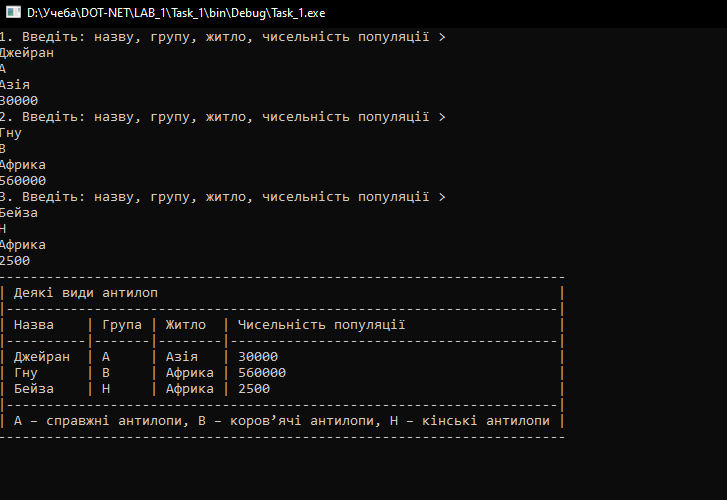 D:\Учеба\DOT-NET\LAB_1\Task_1\bin\Debug\Task_1.exe
1. Введіть: назву, групу, житло, чисельність популяції >
Джейран
A
Азія
30000
2. Введіть: назву, групу, житло, чисельність популяції >
Гну
B
Африка
560000
3. Введіть: назву, групу, житло, чисельність популяції >
Бейза
H
Африка
2500
-----------------------------------------------------------------------
| Деякі види антилоп                                                  |
|---------------------------------------------------------------------|
| Назва    | Група | Житло  | Чисельність популяції                   |
|----------|-------|--------|-----------------------------------------|
| Джейран  | A     | Азія   | 30000                                   |
| Гну      | B     | Африка | 560000                                  |
| Бейза    | H     | Африка | 2500                                    |
|---------------------------------------------------------------------|
| А – справжні антилопи, В – коров’ячі антилопи, Н – кінські антилопи |
-----------------------------------------------------------------------